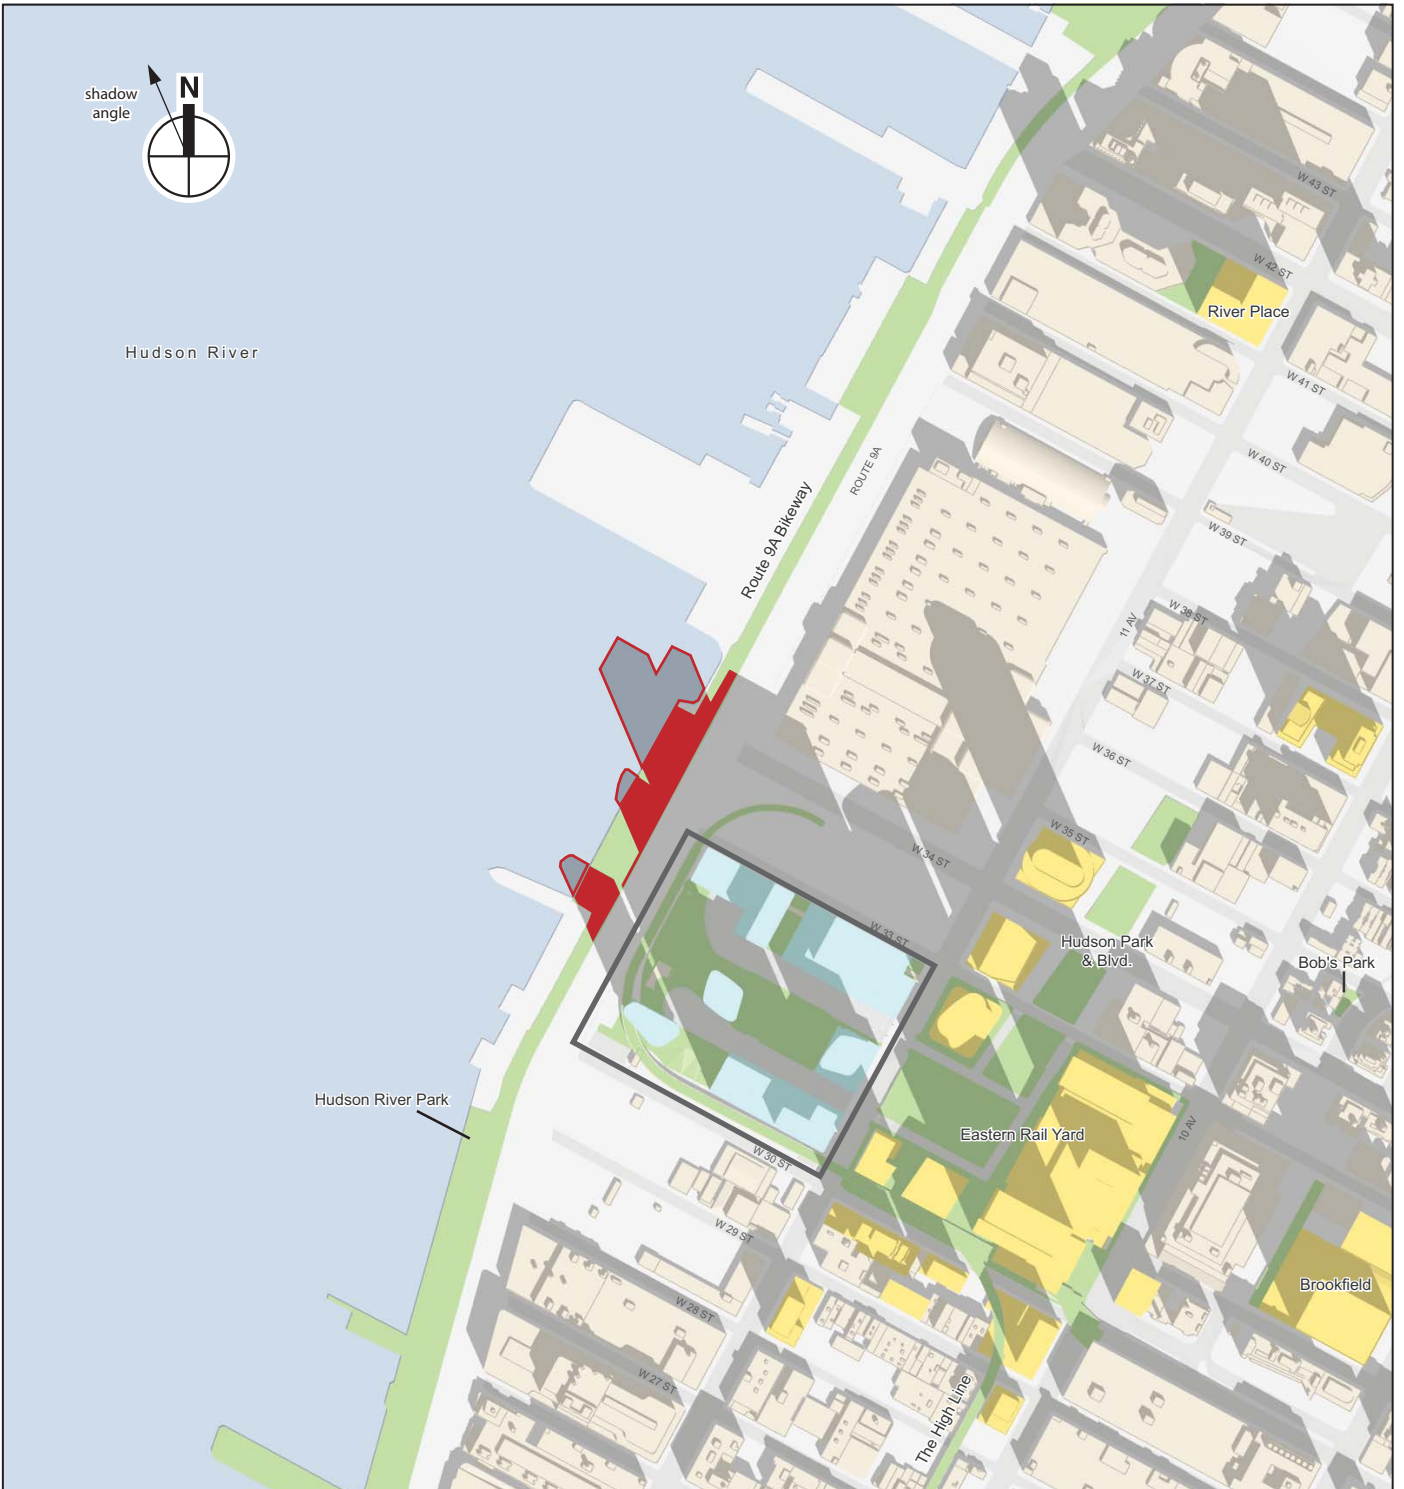 N
shadow
angle
W 43 ST
W 42 ST
River Place
Hudson River
W 41 ST
ROUTE 9A
W 40 ST
Route 9A Bikeway
W 39 ST
W 38 ST
11 AV
W 37 ST
W 36 ST
W 35 ST
W 34 ST
W 33 ST
Hudson Park
& Blvd.
Bob's Park
Hudson River Park
Eastern Rail Yard
10 AV
W 30 ST
W 29 ST
Brookfield
W 28 ST
W 27 ST
The High Line